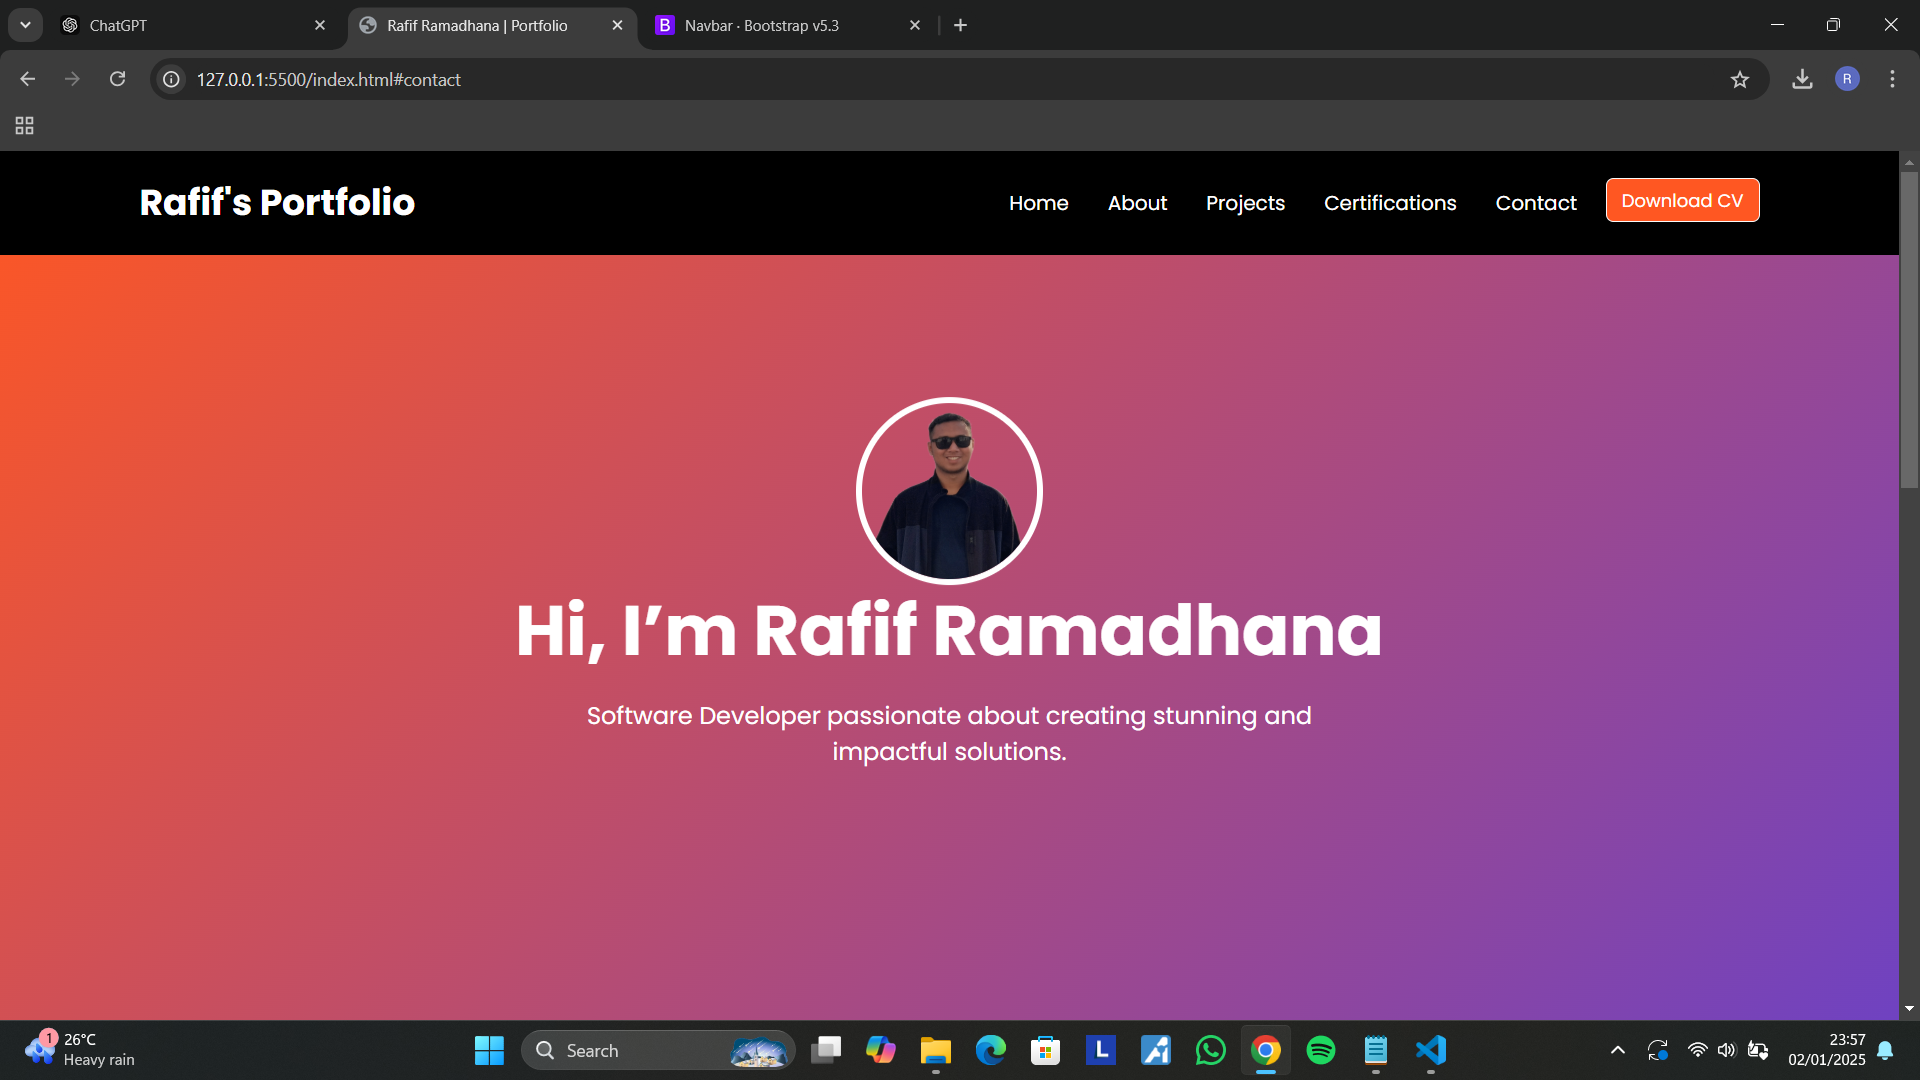 ChatGPT
Rafif Ramadhana | Portfolio
B
Navbar · Bootstrap v5.3
127.0.0.1:5500/index.html#contact
R
Rafif's Portfolio
Home
About
Projects
Certifications
Contact
Download CV
Hi, I’m Rafif Ramadhana
Software Developer passionate about creating stunning and
impactful solutions.
1
26°C
Heavy rain
Search
L
23:57
02/01/2025